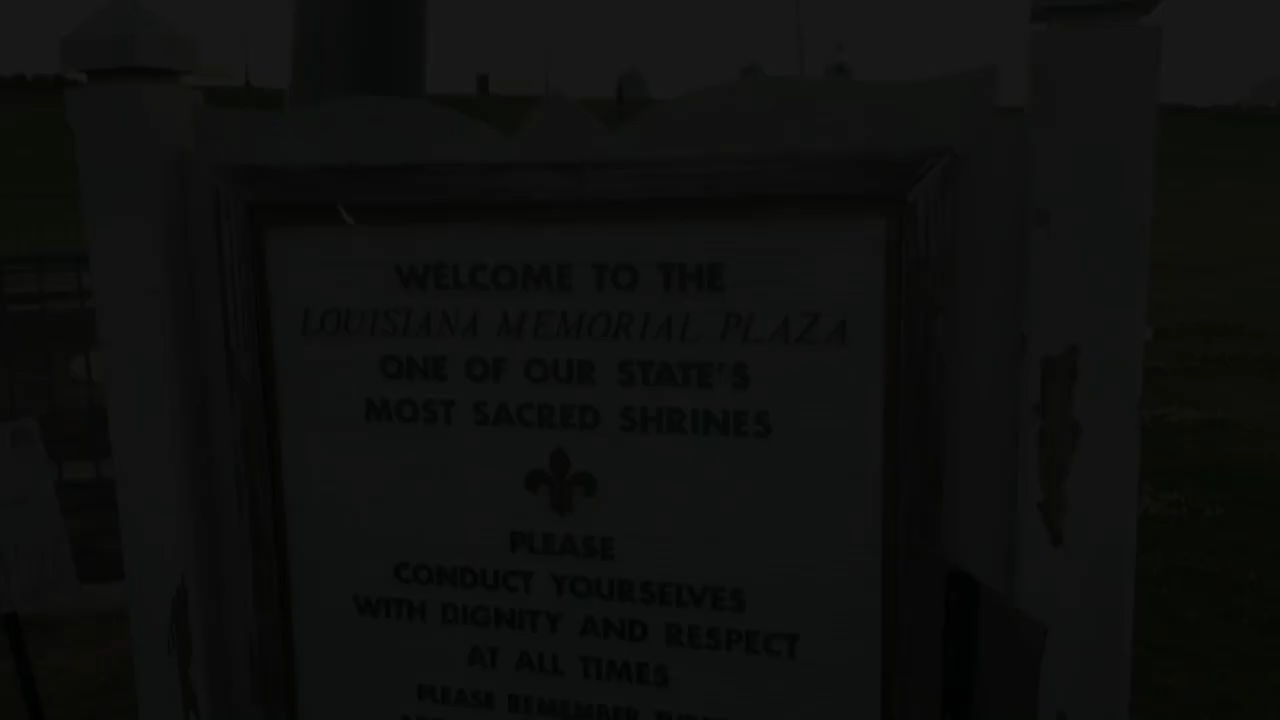 WELCOME TO THE
LOUISIANA MEMORIAL PLAZA
ONE OF OUR STATE'S
MOST SACRED SHRINES
PLEASE
CONDUCT YOURSELVES
WITH DIGNITY AND RESPECT
AT ALL TIMES
PLEASE REMEMBER